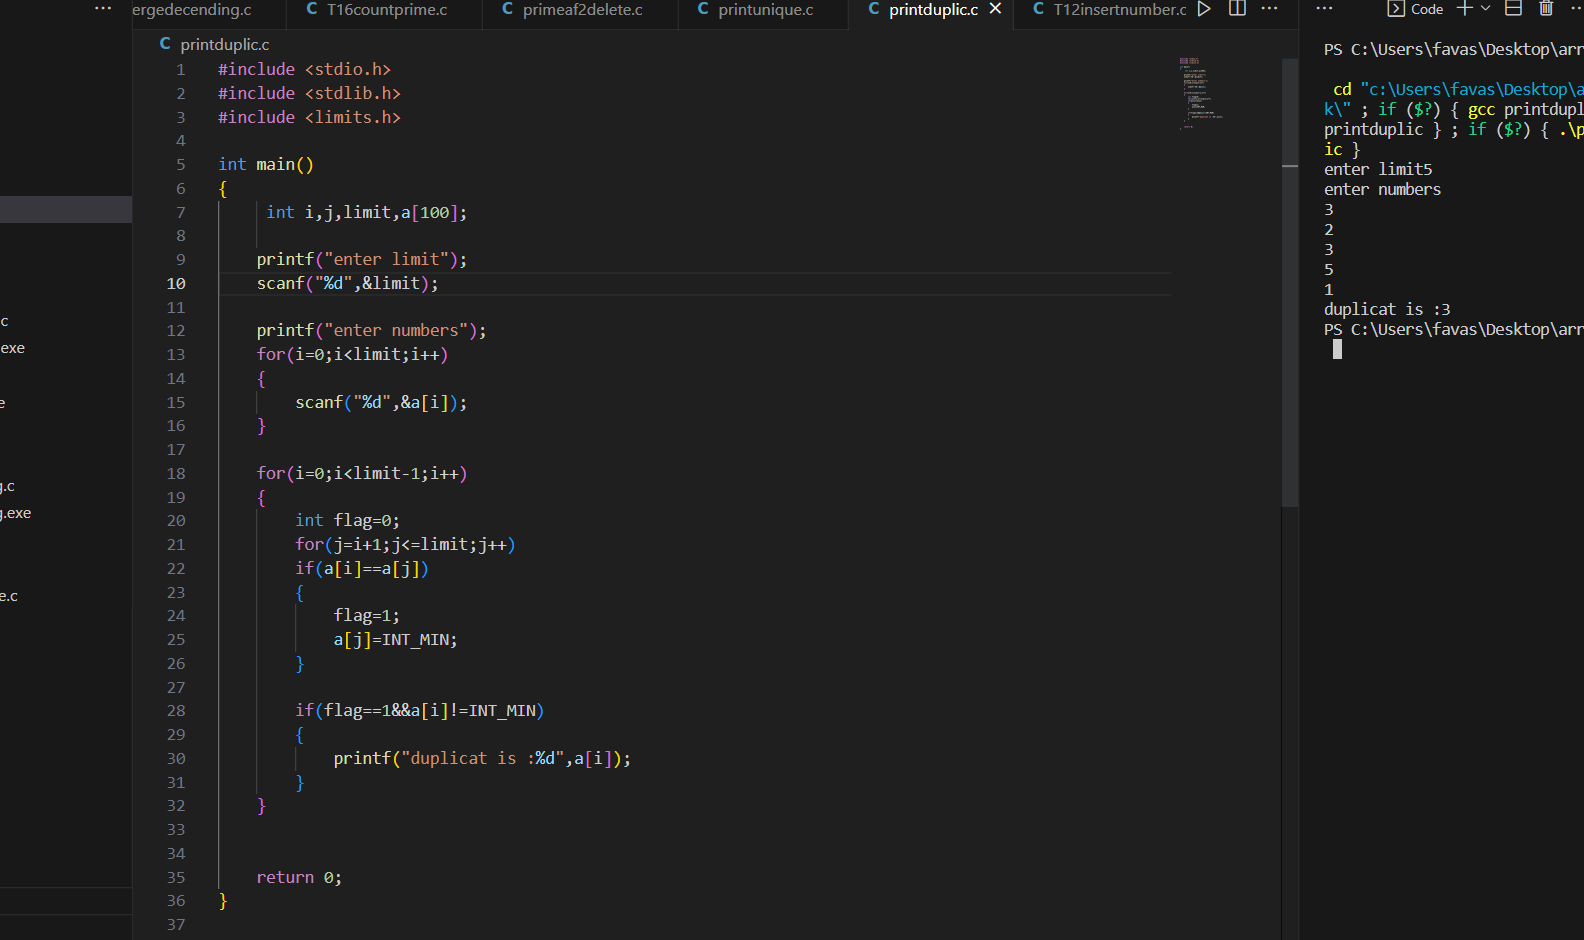 ergedecending.c
C T16countprime.c
C primeaf2delete.c
C printunique.c
C printduplic.c
C T12insertnumber.c
Code
C printduplic.c
1 #include <stdio.h>
2 #include <stdlib.h>
3 #include <limits.h>
4
5 int main()
6 {
7 int i,j,limit,a[100];
8
9 printf("enter limit");
10 scanf("%d",&limit);
11
12 printf("enter numbers");
13 for(i=0;i<limit;i++)
14 {
15 scanf("%d",&a[i]);
16 }
17
18 for(i=0;i<limit-1;i++)
19 {
20 int flag=0;
21 for(j=i+1;j<=limit;j++)
22 if(a[i]==a[j])
23 {
24 flag=1;
25 a[j]=INT_MIN;
26 }
27
28 if(flag==1&&a[i]!=INT_MIN)
29 {
30 printf("duplicat is :%d",a[i]);
31 }
32 }
33
34
35 return 0;
36 }
37
c
exe
e
g.c
g.exe
e.c
PS C:\Users\favas\Desktop\arr
cd "c:\Users\favas\Desktop\a
k\" ; if ($?) { gcc printdupl
printduplic } ; if ($?) { .\p
ic }
enter limit5
enter numbers
3
2
3
5
1
duplicat is :3
PS C:\Users\favas\Desktop\arr